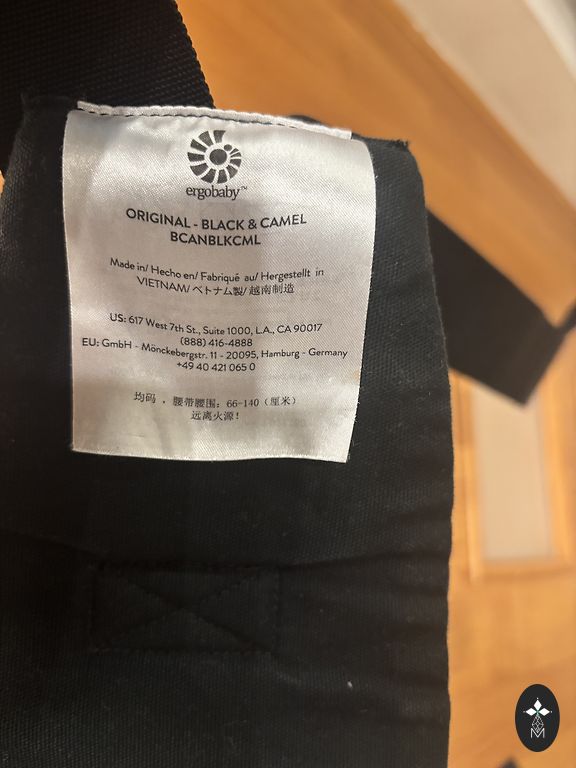 ergobaby™
ORIGINAL - BLACK & CAMEL
BCANBLKCML
Made in/ Hecho en/ Fabriqué au/ Hergestellt in
VIETNAM/ ベトナム製/ 越南制造
US: 617 West 7th St., Suite 1000, L.A., CA 90017
(888) 416-4888
EU: GmbH - Mönckebergstr. 11 - 20095, Hamburg - Germany
+49 40 421 065 0
均码 , 腰带腰围: 66-140 (厘米)
远离火源!
M